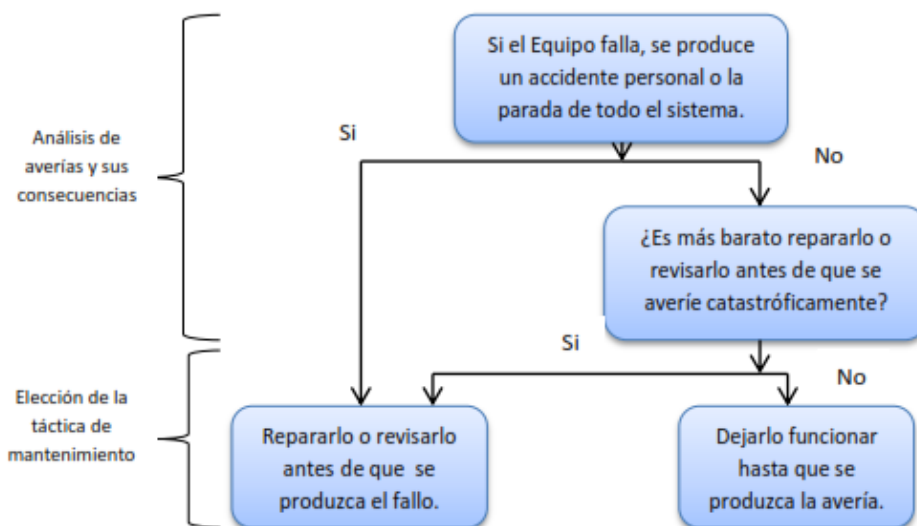 Si el Equipo falla, se produce
un accidente personal o la
parada de todo el sistema.
Si
No
Análisis de
averías y sus
consecuencias
¿Es más barato repararlo o
revisarlo antes de que se
averíe catastróficamente?
Si
No
Elección de la
táctica de
mantenimiento
Repararlo o revisarlo
antes de que se
produzca el fallo.
Dejarlo funcionar
hasta que se
produzca la avería.